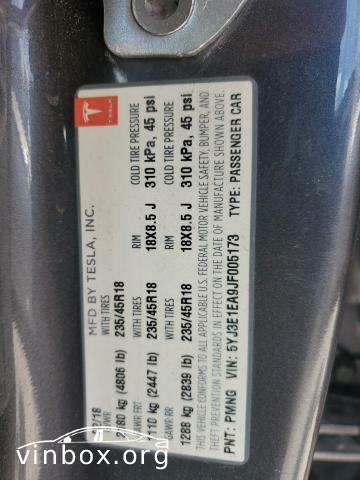 TESLA
MFD BY TESLA, INC.
/18
GVWR
2180 kg (4806 lb)
WITH TIRES
235/45R18
RIM
18X8.5 J
COLD TIRE PRESSURE
310 kPa, 45 psi
GAWR FRT
1110 kg (2447 lb)
WITH TIRES
235/45R18
RIM
18X8.5 J
COLD TIRE PRESSURE
310 kPa, 45 psi
GAWR RR
1288 kg (2839 lb)
WITH TIRES
235/45R18
RIM
18X8.5 J
COLD TIRE PRESSURE
310 kPa, 45 psi
THIS VEHICLE CONFORMS TO ALL APPLICABLE U.S. FEDERAL MOTOR VEHICLE SAFETY, BUMPER, AND
THEFT PREVENTION STANDARDS IN EFFECT ON THE DATE OF MANUFACTURE SHOWN ABOVE.
VIN: 5YJ3E1EA9JF005173 TYPE: PASSENGER CAR
PNT: PMNG
vinbox.org